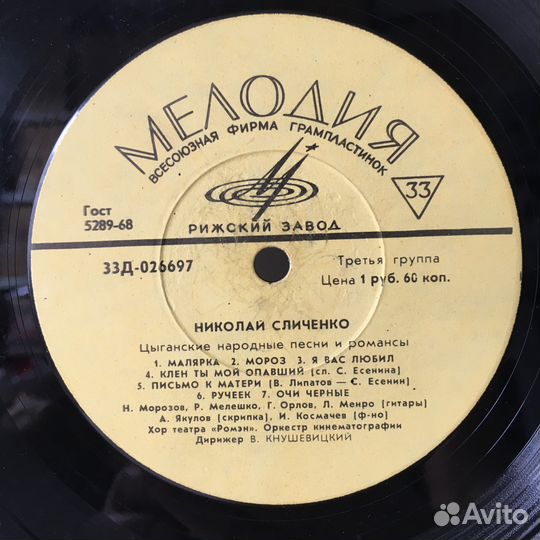 МЕЛОДИЯ
ВСЕСОЮЗНАЯ ФИРМА ГРАМПЛАСТИНОК
33
Гост
5289-68
РИЖСКИЙ ЗАВОД
33Д-026697
Третья группа
Цена 1 руб. 60 коп.
НИКОЛАЙ СЛИЧЕНКО
Цыганские народные песни и романсы
1. МАЛЯРКА 2. МОРОЗ 3. Я ВАС ЛЮБИЛ
4. КЛЕН ТЫ МОЙ ОПАВШИЙ (сл. С. Есенина)
5. ПИСЬМО К МАТЕРИ (В. Липатов — С. Есенин)
6. РУЧЕЕК 7. ОЧИ ЧЕРНЫЕ
Н. Морозов, Р. Мелешко, Г. Орлов, Л. Менро (гитары)
А. Якулов (скрипка), И. Космачев (ф-но)
Хор театра «Ромэн». Оркестр кинематографии
Дирижер В. КНУШЕВИЦКИЙ
Avito